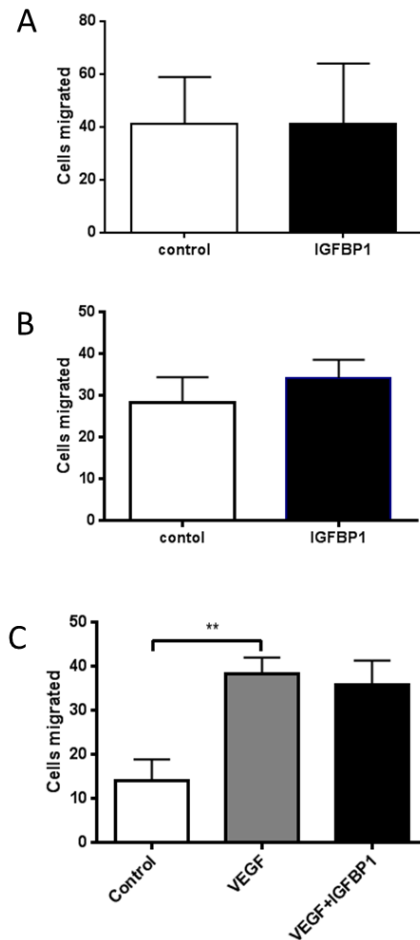 A
Cells migrated
80
60
40
20
0
control
IGFBP1
B
Cells migrated
50
40
30
20
10
0
contol
IGFBP1
C
Cells migrated
50
40
30
20
10
0
**
Control
VEGF
VEGF+IGFBP1